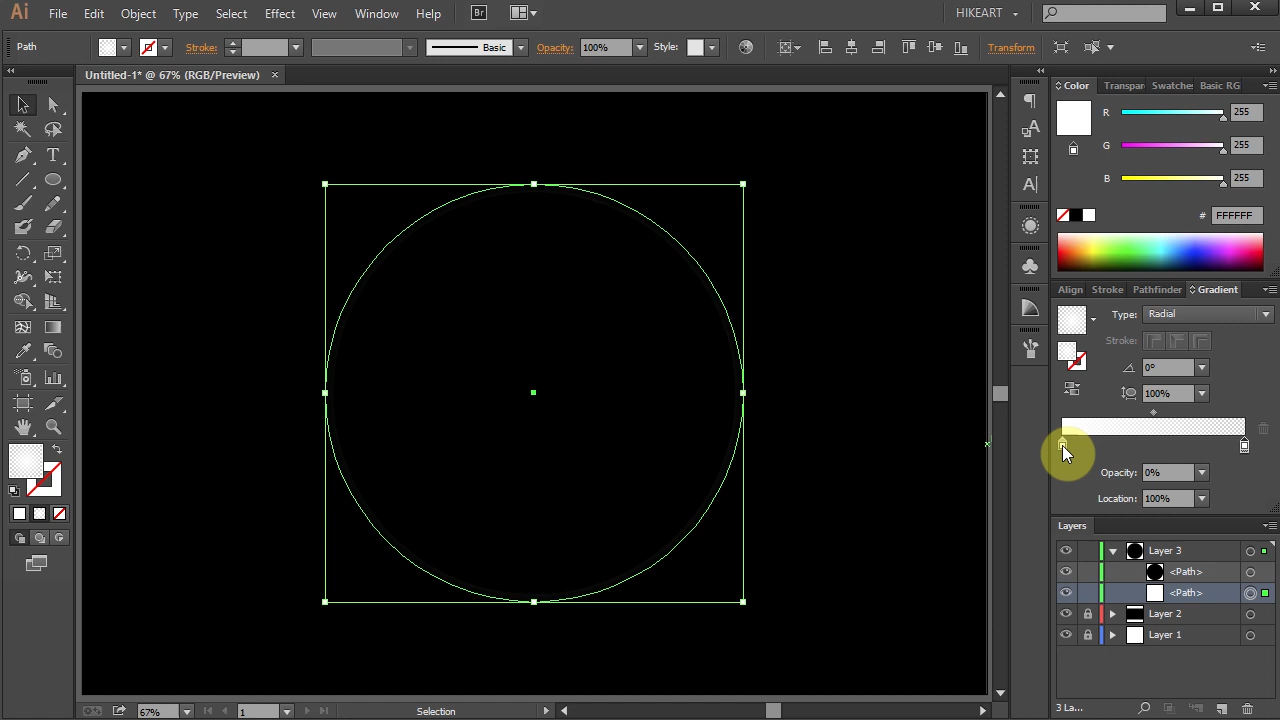 Ai File Edit Object Type Select Effect View Window Help Br HIKEART
Path Stroke: Basic Opacity: 100% Style: Transform
Untitled-1* @ 67% (RGB/Preview) ×
Color Transpar Swatches Basic RG
R 255
G 255
B 255
# FFFFFF
Align Stroke Pathfinder Gradient
Type: Radial
Stroke:
0°
100%
Opacity: 0%
Location: 100%
Layers
Layer 3
<Path>
<Path>
Layer 2
Layer 1
3 La...
67% 1 Selection